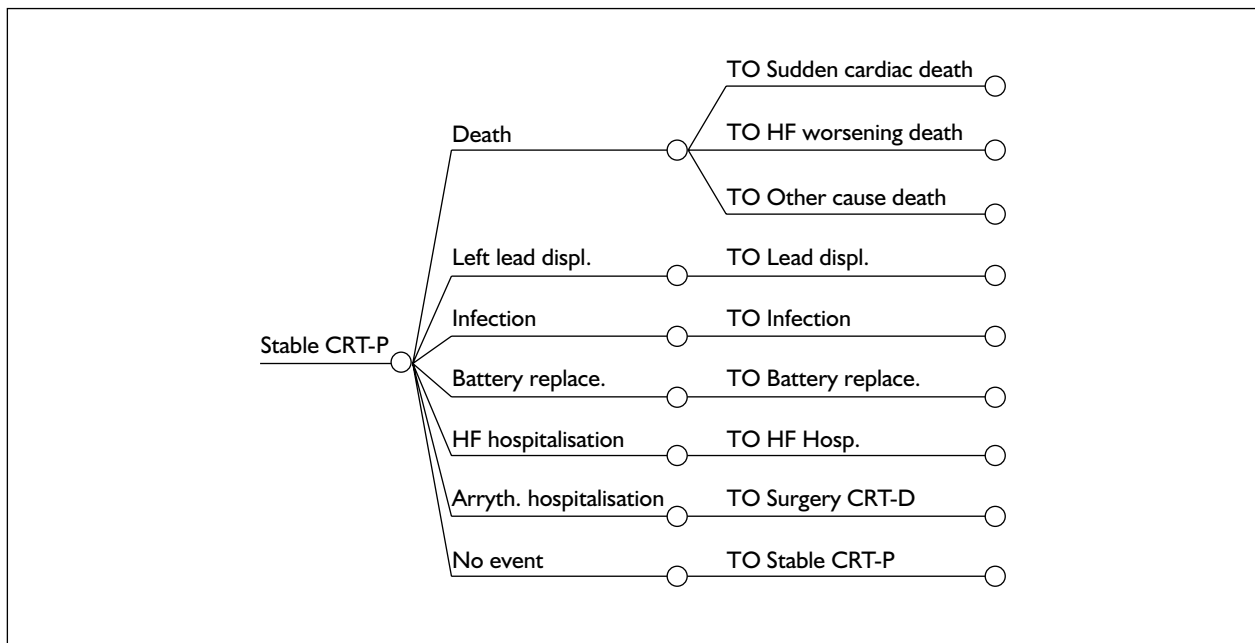 TO Sudden cardiac death
Death
TO HF worsening death
TO Other cause death
Left lead displ.
TO Lead displ.
Infection
TO Infection
Stable CRT-P
Battery replace.
TO Battery replace.
HF hospitalisation
TO HF Hosp.
Arryth. hospitalisation
TO Surgery CRT-D
No event
TO Stable CRT-P